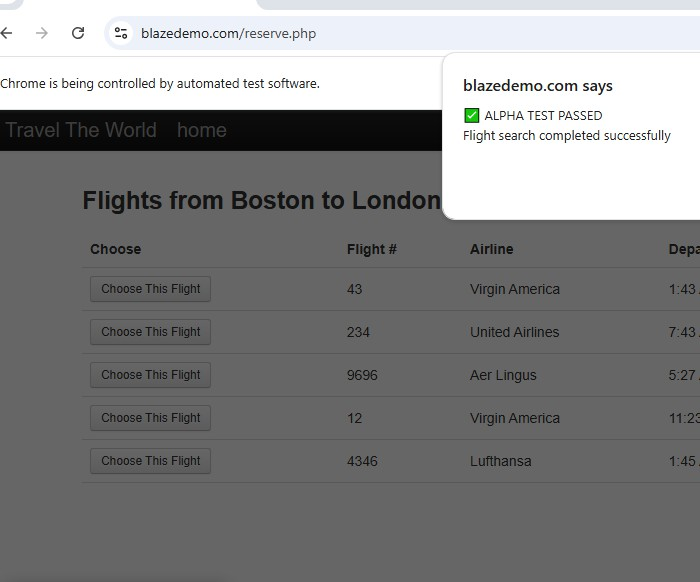 blazedemo.com/reserve.php
Chrome is being controlled by automated test software.
blazedemo.com says
✅ ALPHA TEST PASSED
Flight search completed successfully
Travel The World home
Flights from Boston to London
Choose Flight # Airline Depa
Choose This Flight 43 Virgin America 1:43
Choose This Flight 234 United Airlines 7:43
Choose This Flight 9696 Aer Lingus 5:27
Choose This Flight 12 Virgin America 11:23
Choose This Flight 4346 Lufthansa 1:45